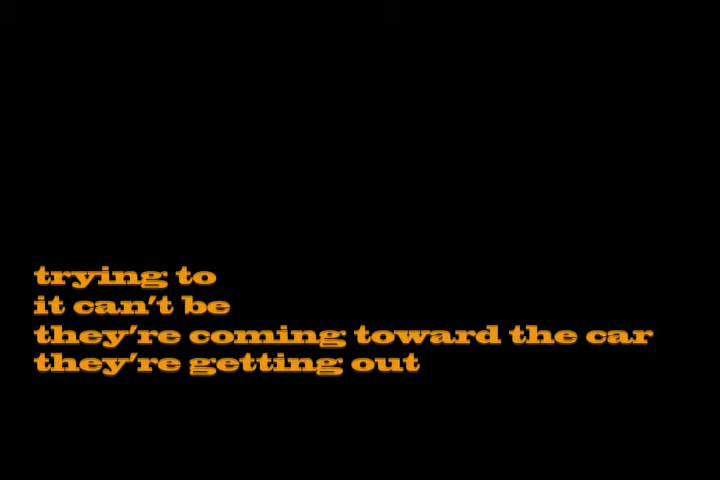 trying to
it can't be
they're coming toward the car
they're getting out